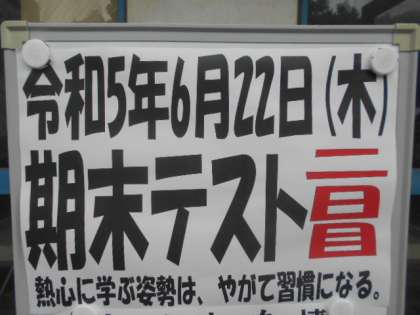 令和5年6月22日(木)
期末テスト二日目
熱心に学ぶ姿勢は、やがて習慣になる。